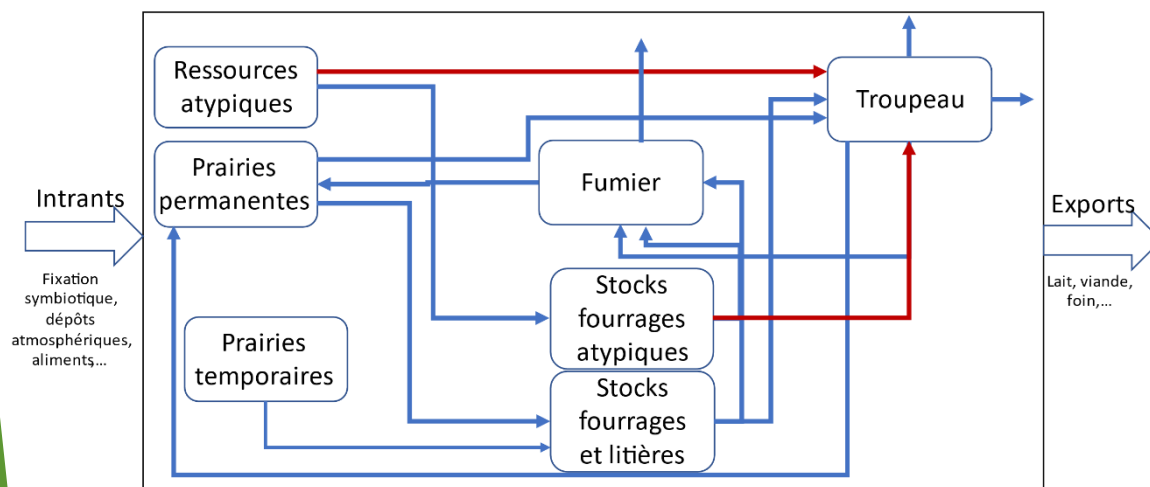 Ressources
atypiques
Troupeau
Prairies
permanentes
Fumier
Intrants
Fixation
symbiotique,
dépôts
atmosphériques,
aliments,...
Exports
Lait, viande,
foin,...
Stocks
fourrages
atypiques
Prairies
temporaires
Stocks
fourrages
et litières